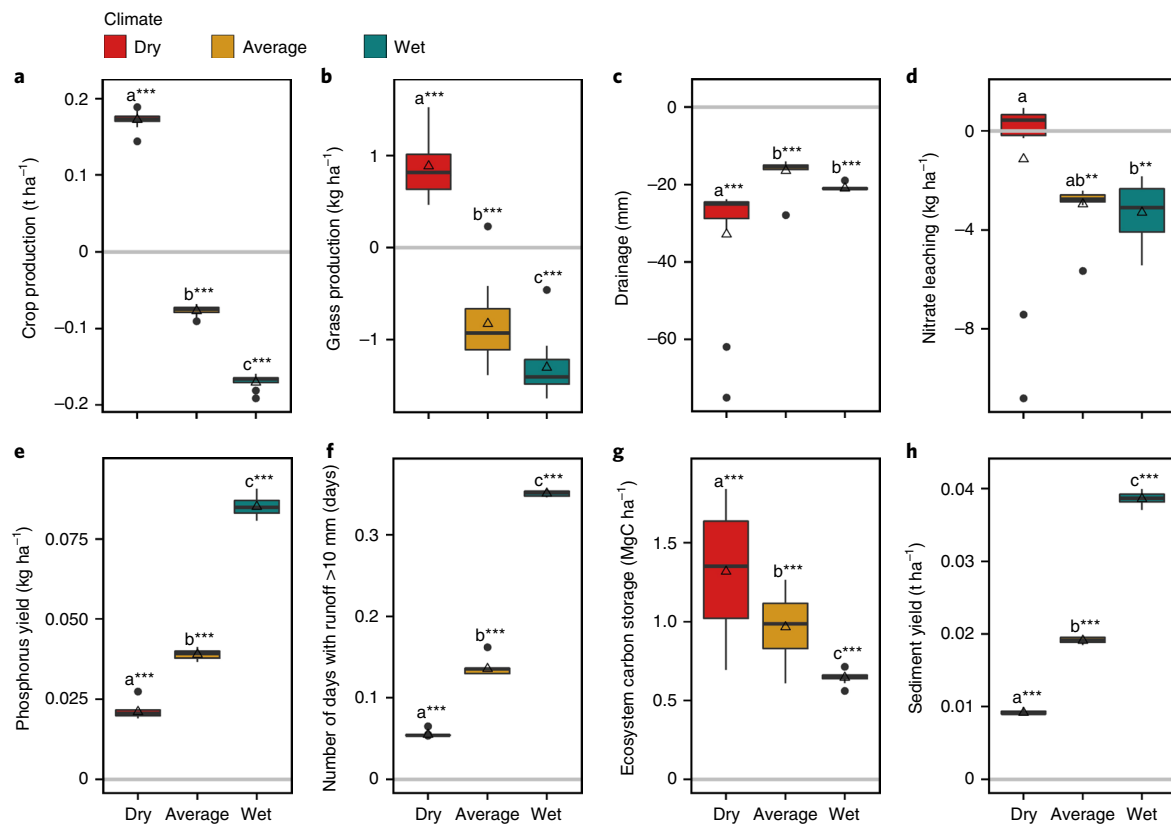 Climate
Dry Average Wet
a
Crop production (t ha⁻¹)
0.2
0.1
0
−0.1
−0.2
a***
b***
c***
b
Grass production (kg ha⁻¹)
1
0
−1
a***
b***
c***
c
Drainage (mm)
0
−20
−40
−60
a***
b***
b***
d
Nitrate leaching (kg ha⁻¹)
0
−4
−8
a
ab**
b**
e
Phosphorus yield (kg ha⁻¹)
0.075
0.050
0.025
0
a***
b***
c***
Dry Average Wet
f
Number of days with runoff >10 mm (days)
0.3
0.2
0.1
0
a***
b***
c***
Dry Average Wet
g
Ecosystem carbon storage (MgC ha⁻¹)
1.5
1.0
0.5
0
a***
b***
c***
Dry Average Wet
h
Sediment yield (t ha⁻¹)
0.04
0.03
0.02
0.01
0
a***
b***
c***
Dry Average Wet